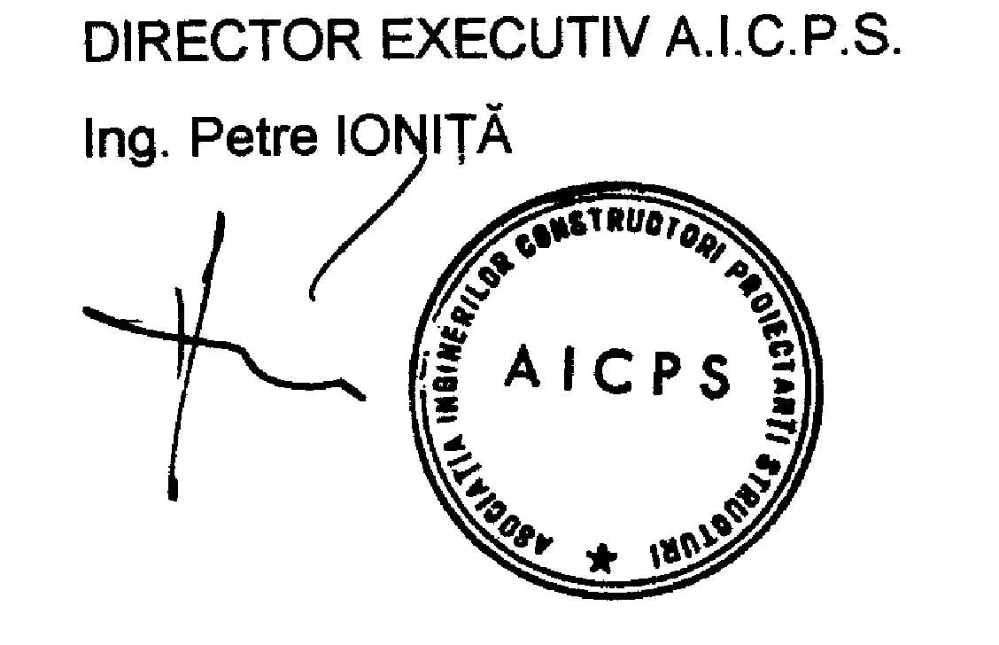 DIRECTOR EXECUTIV A.I.C.P.S.
Ing. Petre IONIȚĂ
ASOCIAȚIA INGINERILOR CONSTRUCTORI PROIECTANȚI STRUCTURI
AICPS